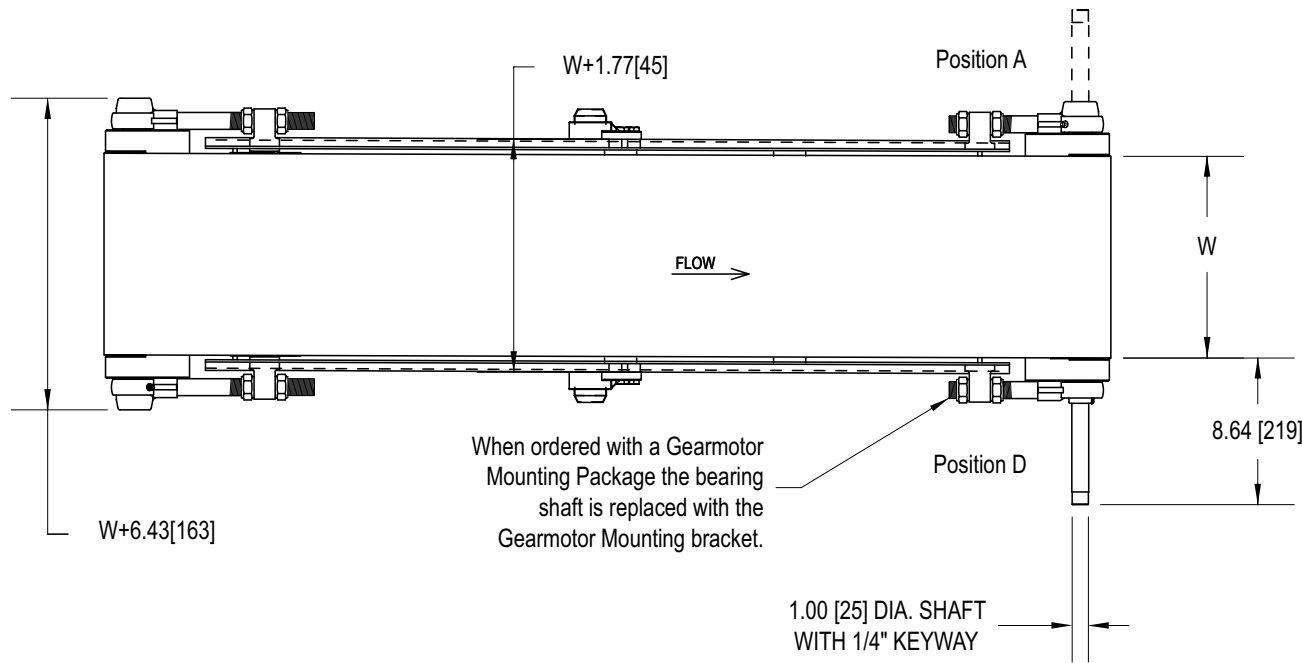 W+1.77[45]
Position A
FLOW
W
8.64 [219]
When ordered with a Gearmotor
Mounting Package the bearing
shaft is replaced with the
Gearmotor Mounting bracket.
Position D
W+6.43[163]
1.00 [25] DIA. SHAFT
WITH 1/4" KEYWAY